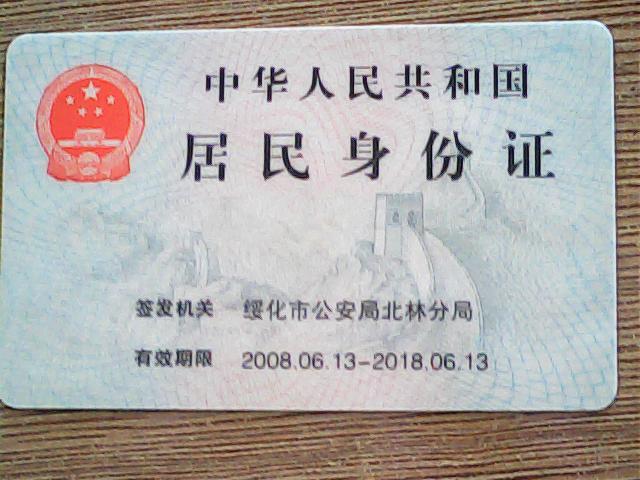 中华人民共和国
居民身份证
签发机关 绥化市公安局北林分局
有效期限 2008.06.13-2018.06.13